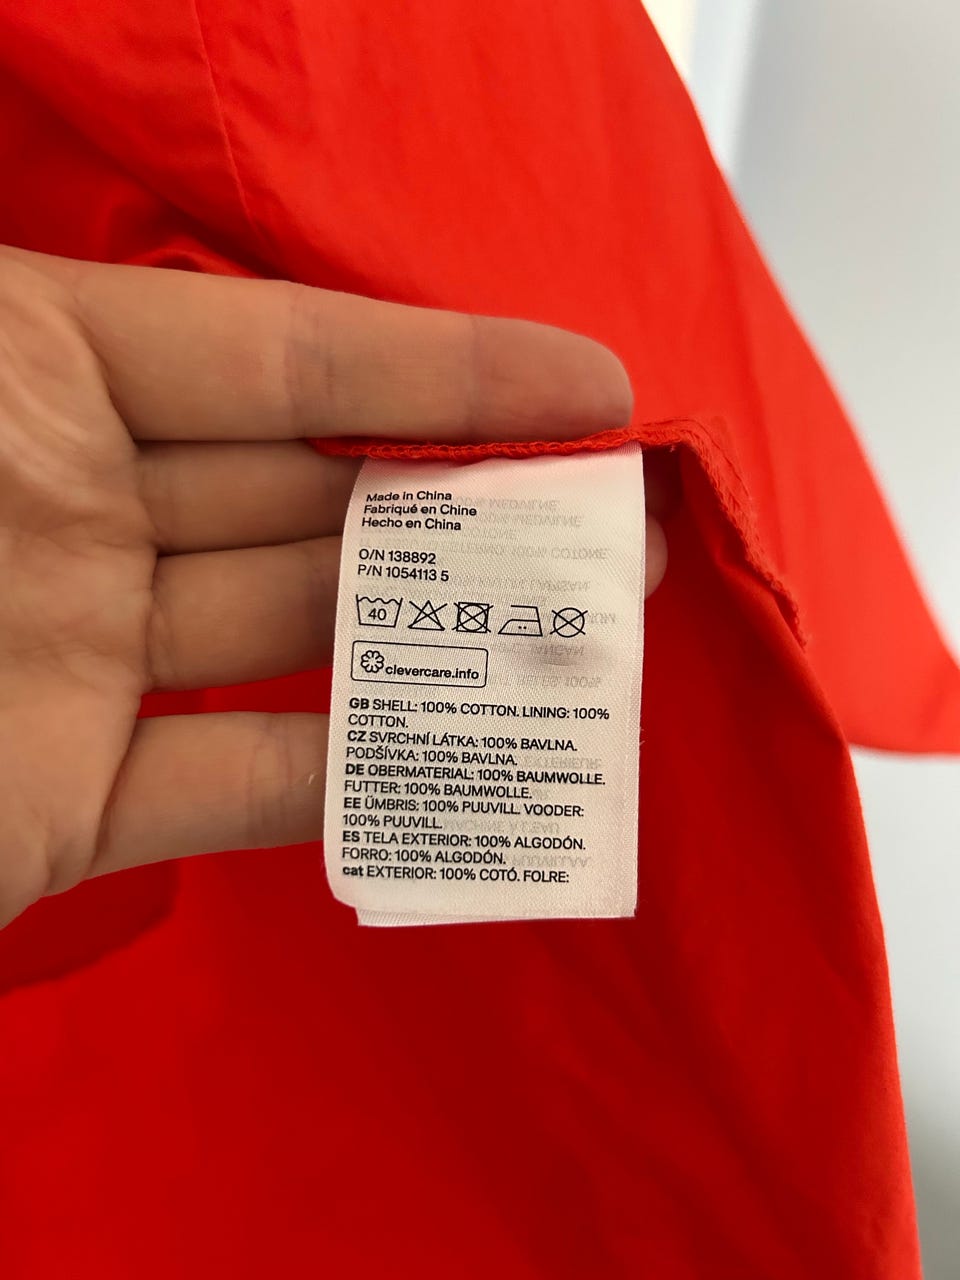 Made in China
Fabriqué en Chine
Hecho en China
O/N 138892
P/N 1054113 5
40
clevercare.info
GB SHELL: 100% COTTON. LINING: 100%
COTTON.
CZ SVRCHNÍ LÁTKA: 100% BAVLNA.
PODŠÍVKA: 100% BAVLNA.
DE OBERMATERIAL: 100% BAUMWOLLE.
FUTTER: 100% BAUMWOLLE.
EE ÜMBRIS: 100% PUUVILL. VOODER:
100% PUUVILL.
ES TELA EXTERIOR: 100% ALGODÓN.
FORRO: 100% ALGODÓN.
cat EXTERIOR: 100% COTÓ. FOLRE: